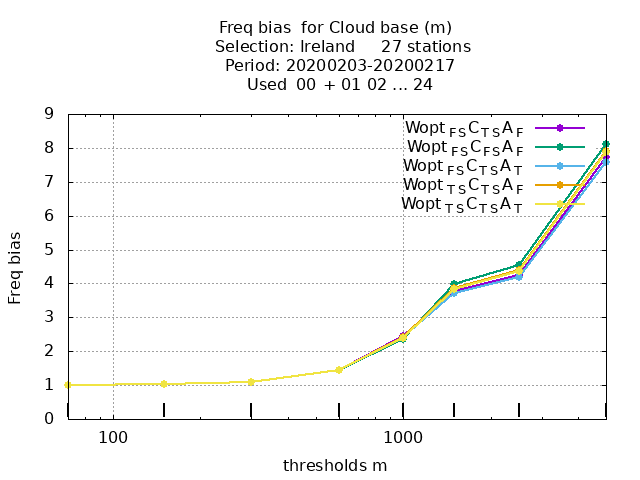 Freq bias  for Cloud base (m)
Selection: Ireland     27 stations
Period: 20200203-20200217
Used  00 + 01 02 ... 24
Wopt FS C TS A F
Wopt FS C FS A F
Wopt FS C TS A T
Wopt TS C TS A F
Wopt TS C TS A T
9
8
7
6
5
4
3
2
1
0
Freq bias
100 1000
thresholds m